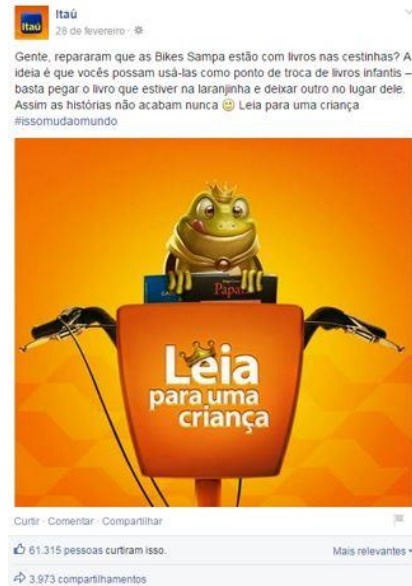 Itaú
Itaú
28 de fevereiro
Gente, repararam que as Bikes Sampa estão com livros nas cestinhas? A
ideia é que vocês possam usá-las como ponto de troca de livros infantis –
basta pegar o livro que estiver na laranjinha e deixar outro no lugar dele.
Assim as histórias não acabam nunca 🙂 Leia para uma criança
#issomudaomundo
Leia
para uma
criança
Curtir · Comentar · Compartilhar
61.315 pessoas curtiram isso.
Mais relevantes
3.973 compartilhamentos